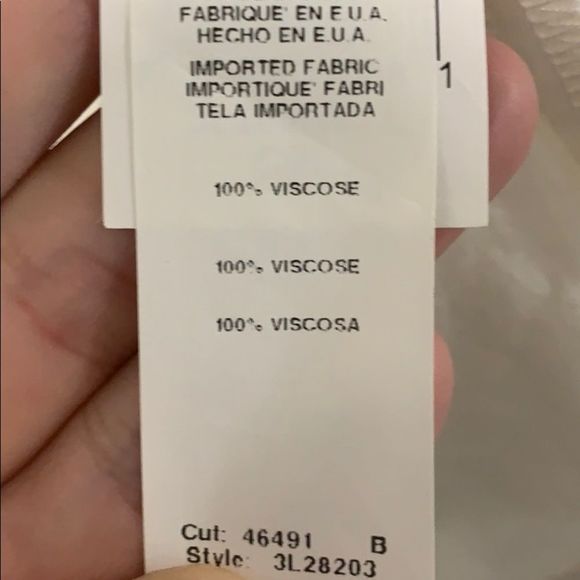 FABRIQUE' EN E.U.A.
HECHO EN E.U.A.
IMPORTED FABRIC
IMPORTIQUE' FABRI
TELA IMPORTADA
1
100% VISCOSE
100% VISCOSE
100% VISCOSA
Cut: 46491 B
Style: 3L28203